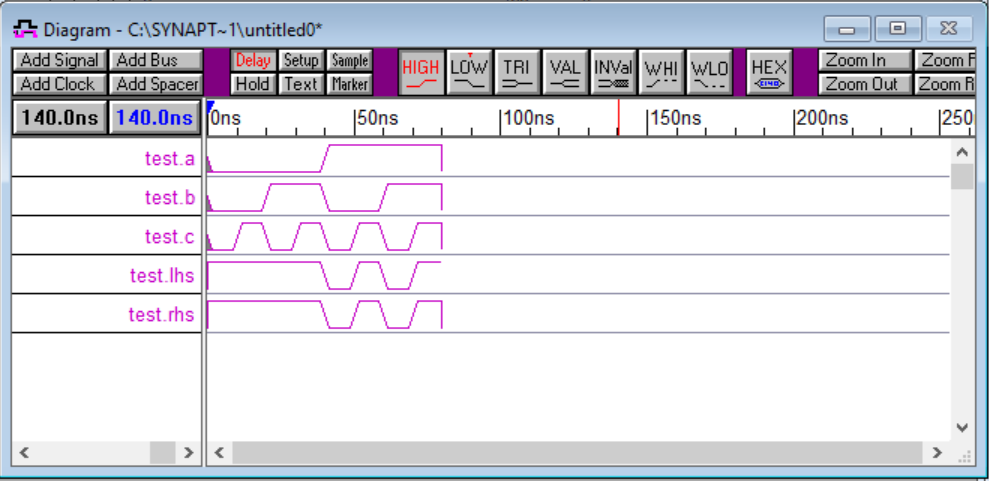 Diagram - C:\SYNAPT~1\untitled0*
Add Signal Add Bus Delay Setup Sample HIGH LOW TRI VAL INVal WHI WLO HEX Zoom In Zoom F
Add Clock Add Spacer Hold Text Marker Zoom Out Zoom R
140.0ns 140.0ns 0ns 50ns 100ns 150ns 200ns 250
test.a
test.b
test.c
test.lhs
test.rhs